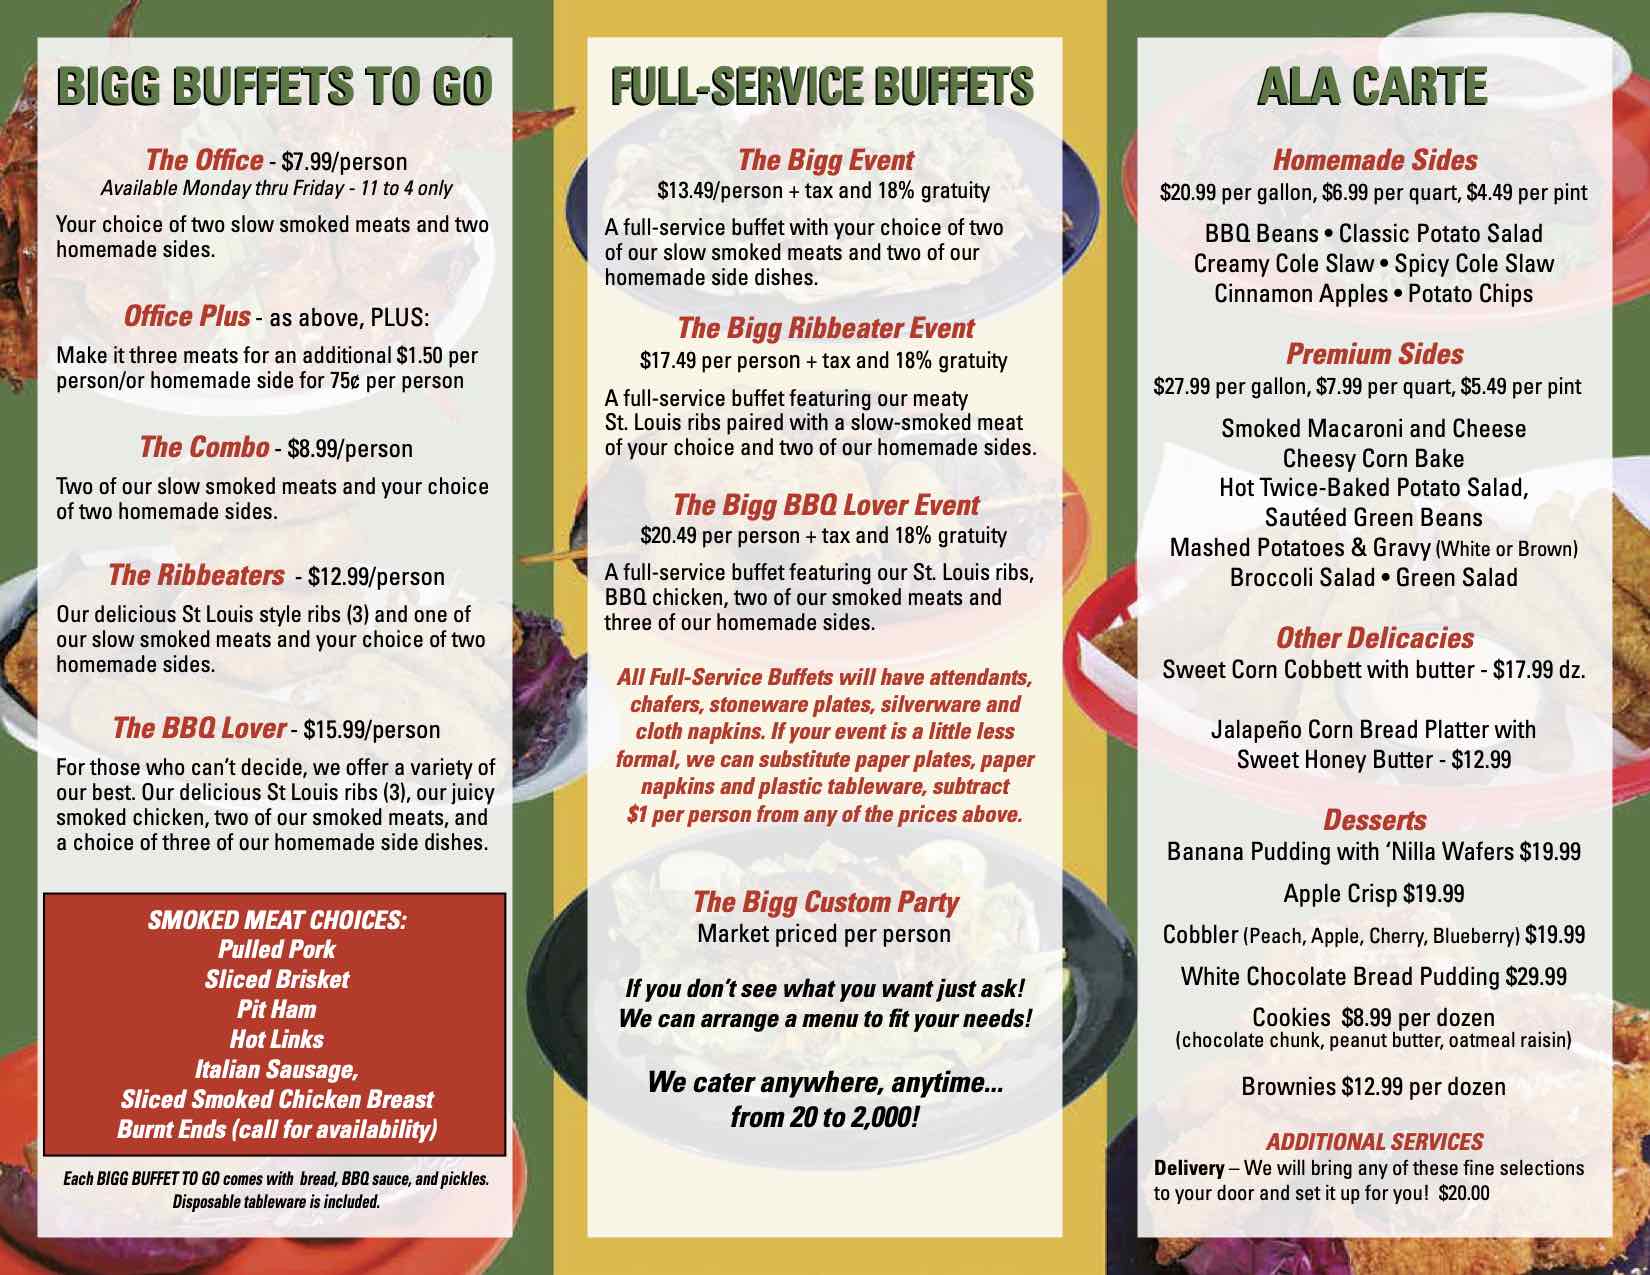 BIGG BUFFETS TO GO
The Office - $7.99/person
Available Monday thru Friday - 11 to 4 only
Your choice of two slow smoked meats and two
homemade sides.
Office Plus - as above, PLUS:
Make it three meats for an additional $1.50 per
person/or homemade side for 75¢ per person
The Combo - $8.99/person
Two of our slow smoked meats and your choice
of two homemade sides.
The Ribbeaters - $12.99/person
Our delicious St Louis style ribs (3) and one of
our slow smoked meats and your choice of two
homemade sides.
The BBQ Lover - $15.99/person
For those who can't decide, we offer a variety of
our best. Our delicious St Louis ribs (3), our juicy
smoked chicken, two of our smoked meats, and
a choice of three of our homemade side dishes.
SMOKED MEAT CHOICES:
Pulled Pork
Sliced Brisket
Pit Ham
Hot Links
Italian Sausage,
Sliced Smoked Chicken Breast
Burnt Ends (call for availability)
Each BIGG BUFFET TO GO comes with bread, BBQ sauce, and pickles.
Disposable tableware is included.
FULL-SERVICE BUFFETS
The Bigg Event
$13.49/person + tax and 18% gratuity
A full-service buffet with your choice of two
of our slow smoked meats and two of our
homemade side dishes.
The Bigg Ribbeater Event
$17.49 per person + tax and 18% gratuity
A full-service buffet featuring our meaty
St. Louis ribs paired with a slow-smoked meat
of your choice and two of our homemade sides.
The Bigg BBQ Lover Event
$20.49 per person + tax and 18% gratuity
A full-service buffet featuring our St. Louis ribs,
BBQ chicken, two of our smoked meats and
three of our homemade sides.
All Full-Service Buffets will have attendants,
chafers, stoneware plates, silverware and
cloth napkins. If your event is a little less
formal, we can substitute paper plates, paper
napkins and plastic tableware, subtract
$1 per person from any of the prices above.
The Bigg Custom Party
Market priced per person
If you don't see what you want just ask!
We can arrange a menu to fit your needs!
We cater anywhere, anytime...
from 20 to 2,000!
ALA CARTE
Homemade Sides
$20.99 per gallon, $6.99 per quart, $4.49 per pint
BBQ Beans • Classic Potato Salad
Creamy Cole Slaw • Spicy Cole Slaw
Cinnamon Apples • Potato Chips
Premium Sides
$27.99 per gallon, $7.99 per quart, $5.49 per pint
Smoked Macaroni and Cheese
Cheesy Corn Bake
Hot Twice-Baked Potato Salad,
Sautéed Green Beans
Mashed Potatoes & Gravy (White or Brown)
Broccoli Salad • Green Salad
Other Delicacies
Sweet Corn Cobbett with butter - $17.99 dz.
Jalapeño Corn Bread Platter with
Sweet Honey Butter - $12.99
Desserts
Banana Pudding with 'Nilla Wafers $19.99
Apple Crisp $19.99
Cobbler (Peach, Apple, Cherry, Blueberry) $19.99
White Chocolate Bread Pudding $29.99
Cookies $8.99 per dozen
(chocolate chunk, peanut butter, oatmeal raisin)
Brownies $12.99 per dozen
ADDITIONAL SERVICES
Delivery – We will bring any of these fine selections
to your door and set it up for you! $20.00